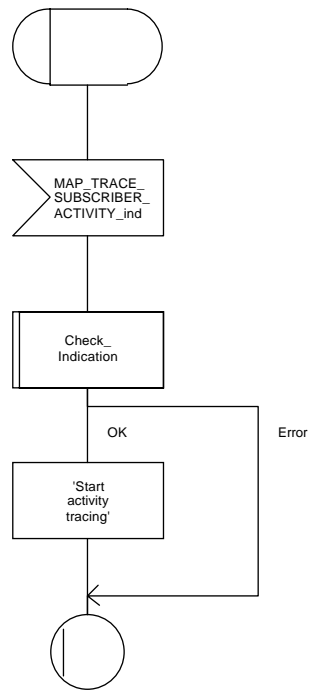 MAP_TRACE_
SUBSCRIBER_
ACTIVITY_ind
Check_
Indication
OK
Error
'Start
activity
tracing'